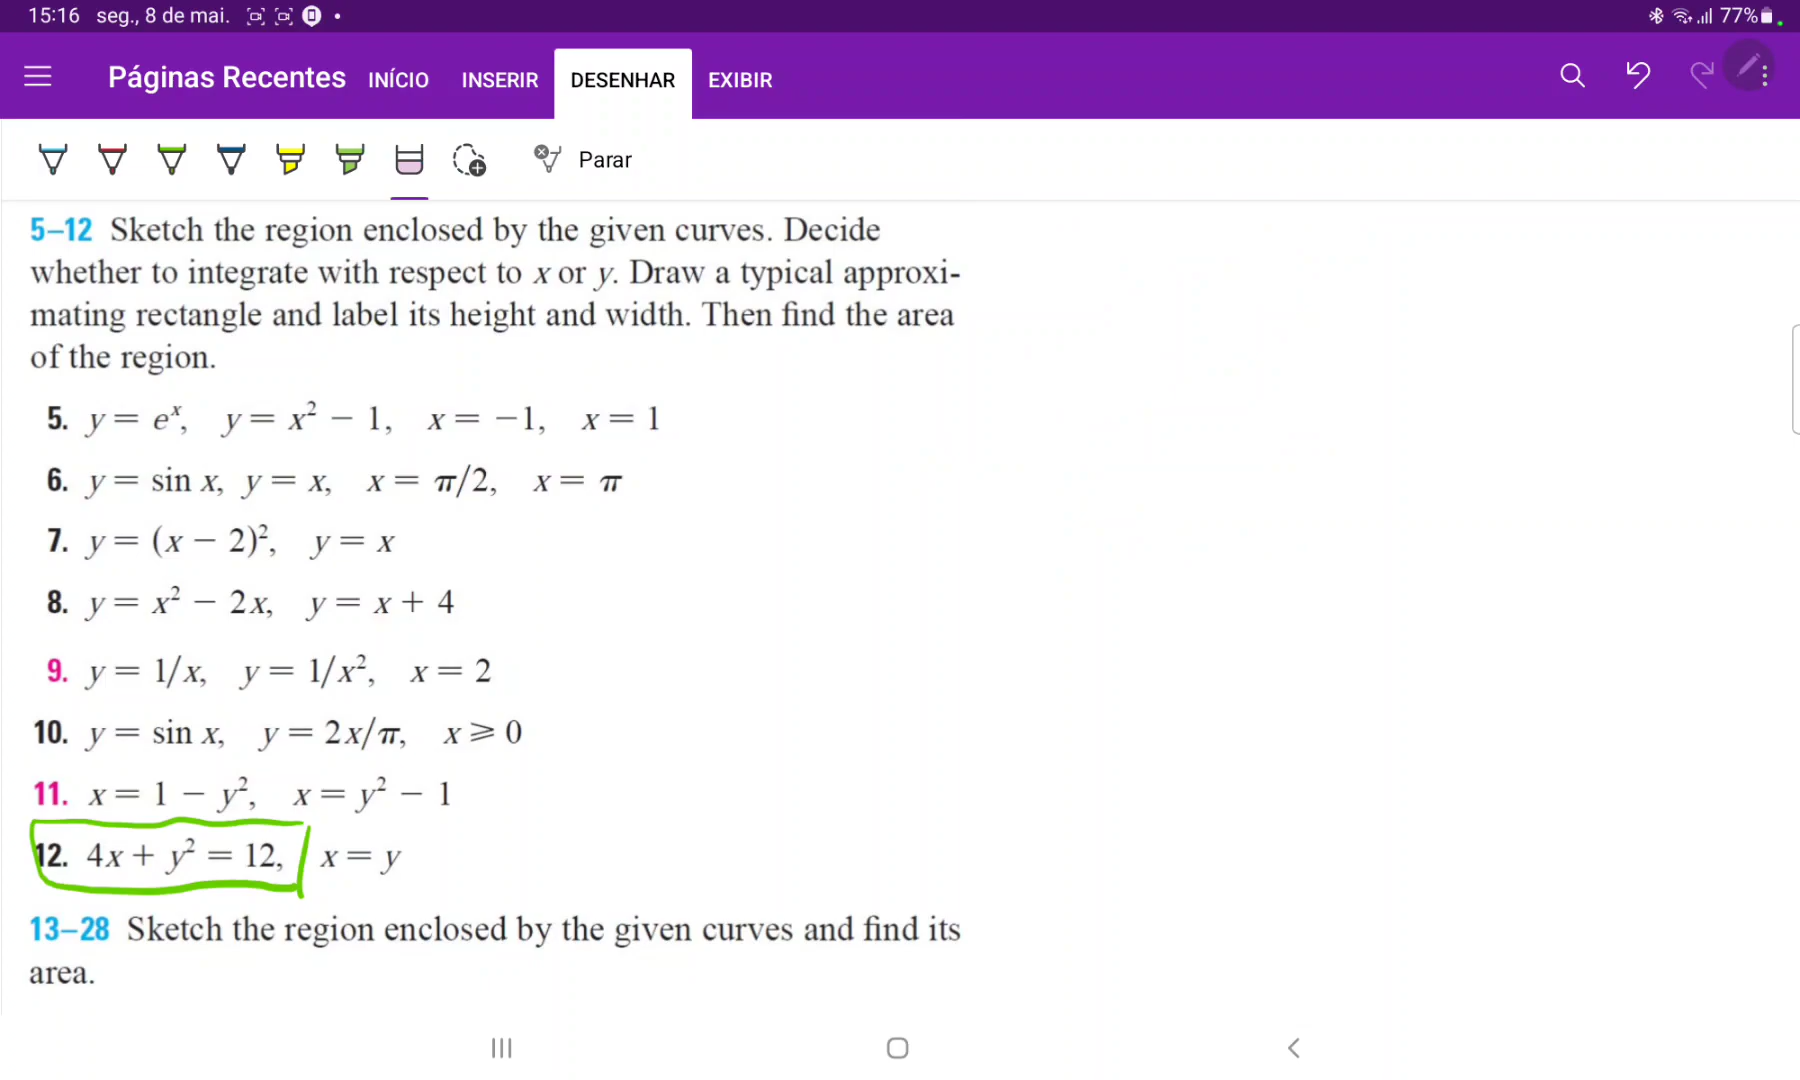 15:16 seg., 8 de mai. 77%
Páginas Recentes INÍCIO INSERIR DESENHAR EXIBIR
Parar
5–12 Sketch the region enclosed by the given curves. Decide
whether to integrate with respect to x or y. Draw a typical approxi-
mating rectangle and label its height and width. Then find the area
of the region.
5. y = eˣ, y = x² − 1, x = −1, x = 1
6. y = sin x, y = x, x = π/2, x = π
7. y = (x − 2)², y = x
8. y = x² − 2x, y = x + 4
9. y = 1/x, y = 1/x², x = 2
10. y = sin x, y = 2x/π, x ⩾ 0
11. x = 1 − y², x = y² − 1
12. 4x + y² = 12, x = y
13–28 Sketch the region enclosed by the given curves and find its
area.